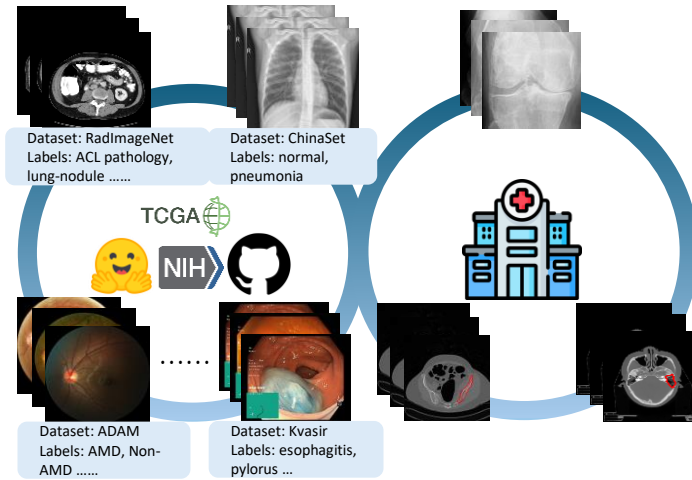 Dataset: RadImageNet
Labels: ACL pathology,
lung-nodule ……
Dataset: ChinaSet
Labels: normal,
pneumonia
TCGA
NIH
……
Dataset: ADAM
Labels: AMD, Non-
AMD ……
Dataset: Kvasir
Labels: esophagitis,
pylorus …